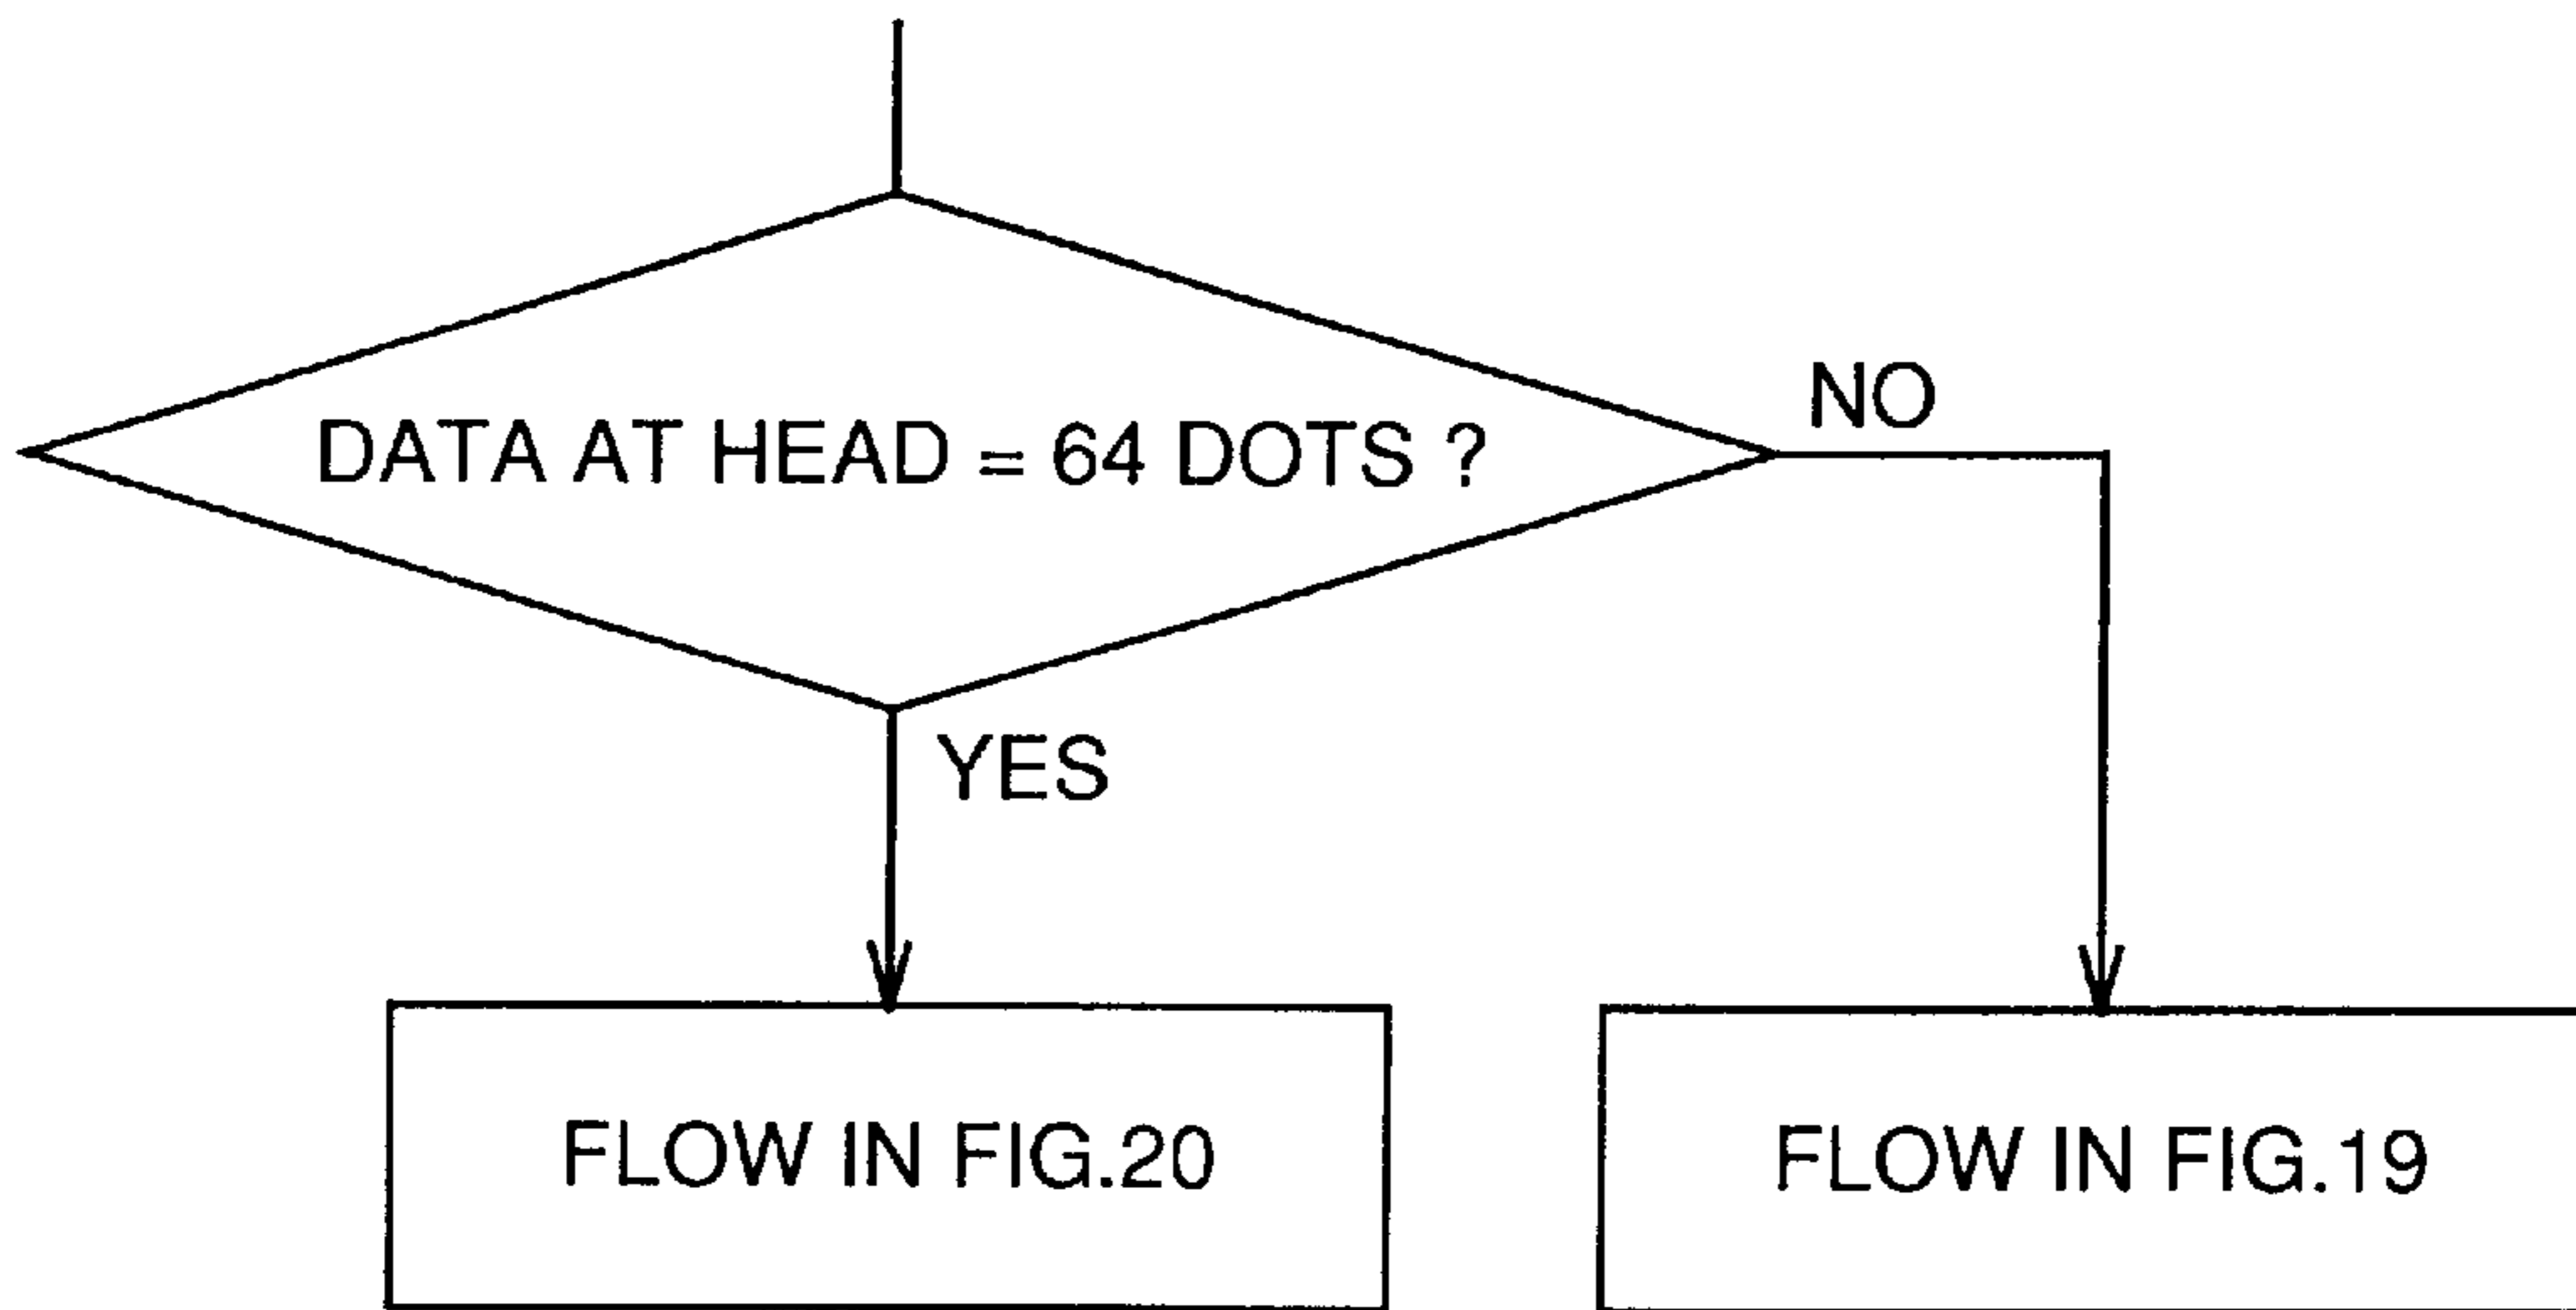 DATA AT HEAD = 64 DOTS ?
NO
YES
FLOW IN FIG.20
FLOW IN FIG.19